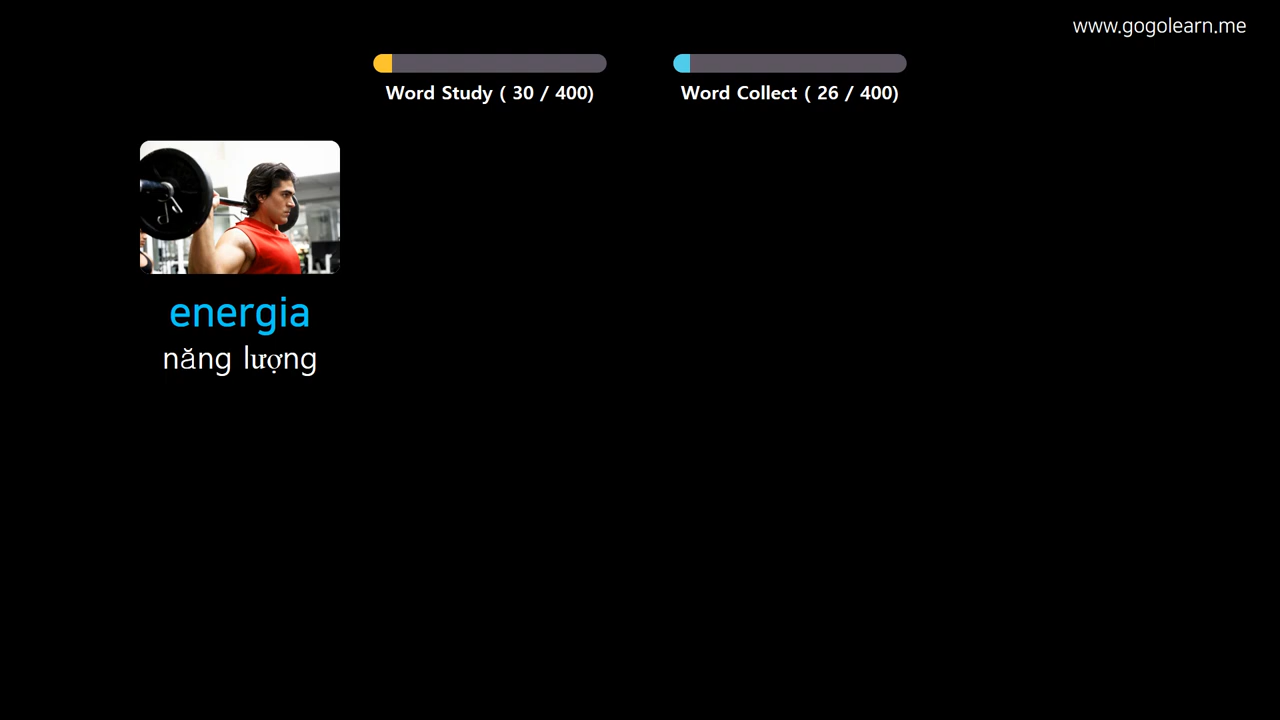 www.gogolearn.me
Word Study ( 30 / 400)
Word Collect ( 26 / 400)
energia
năng lượng